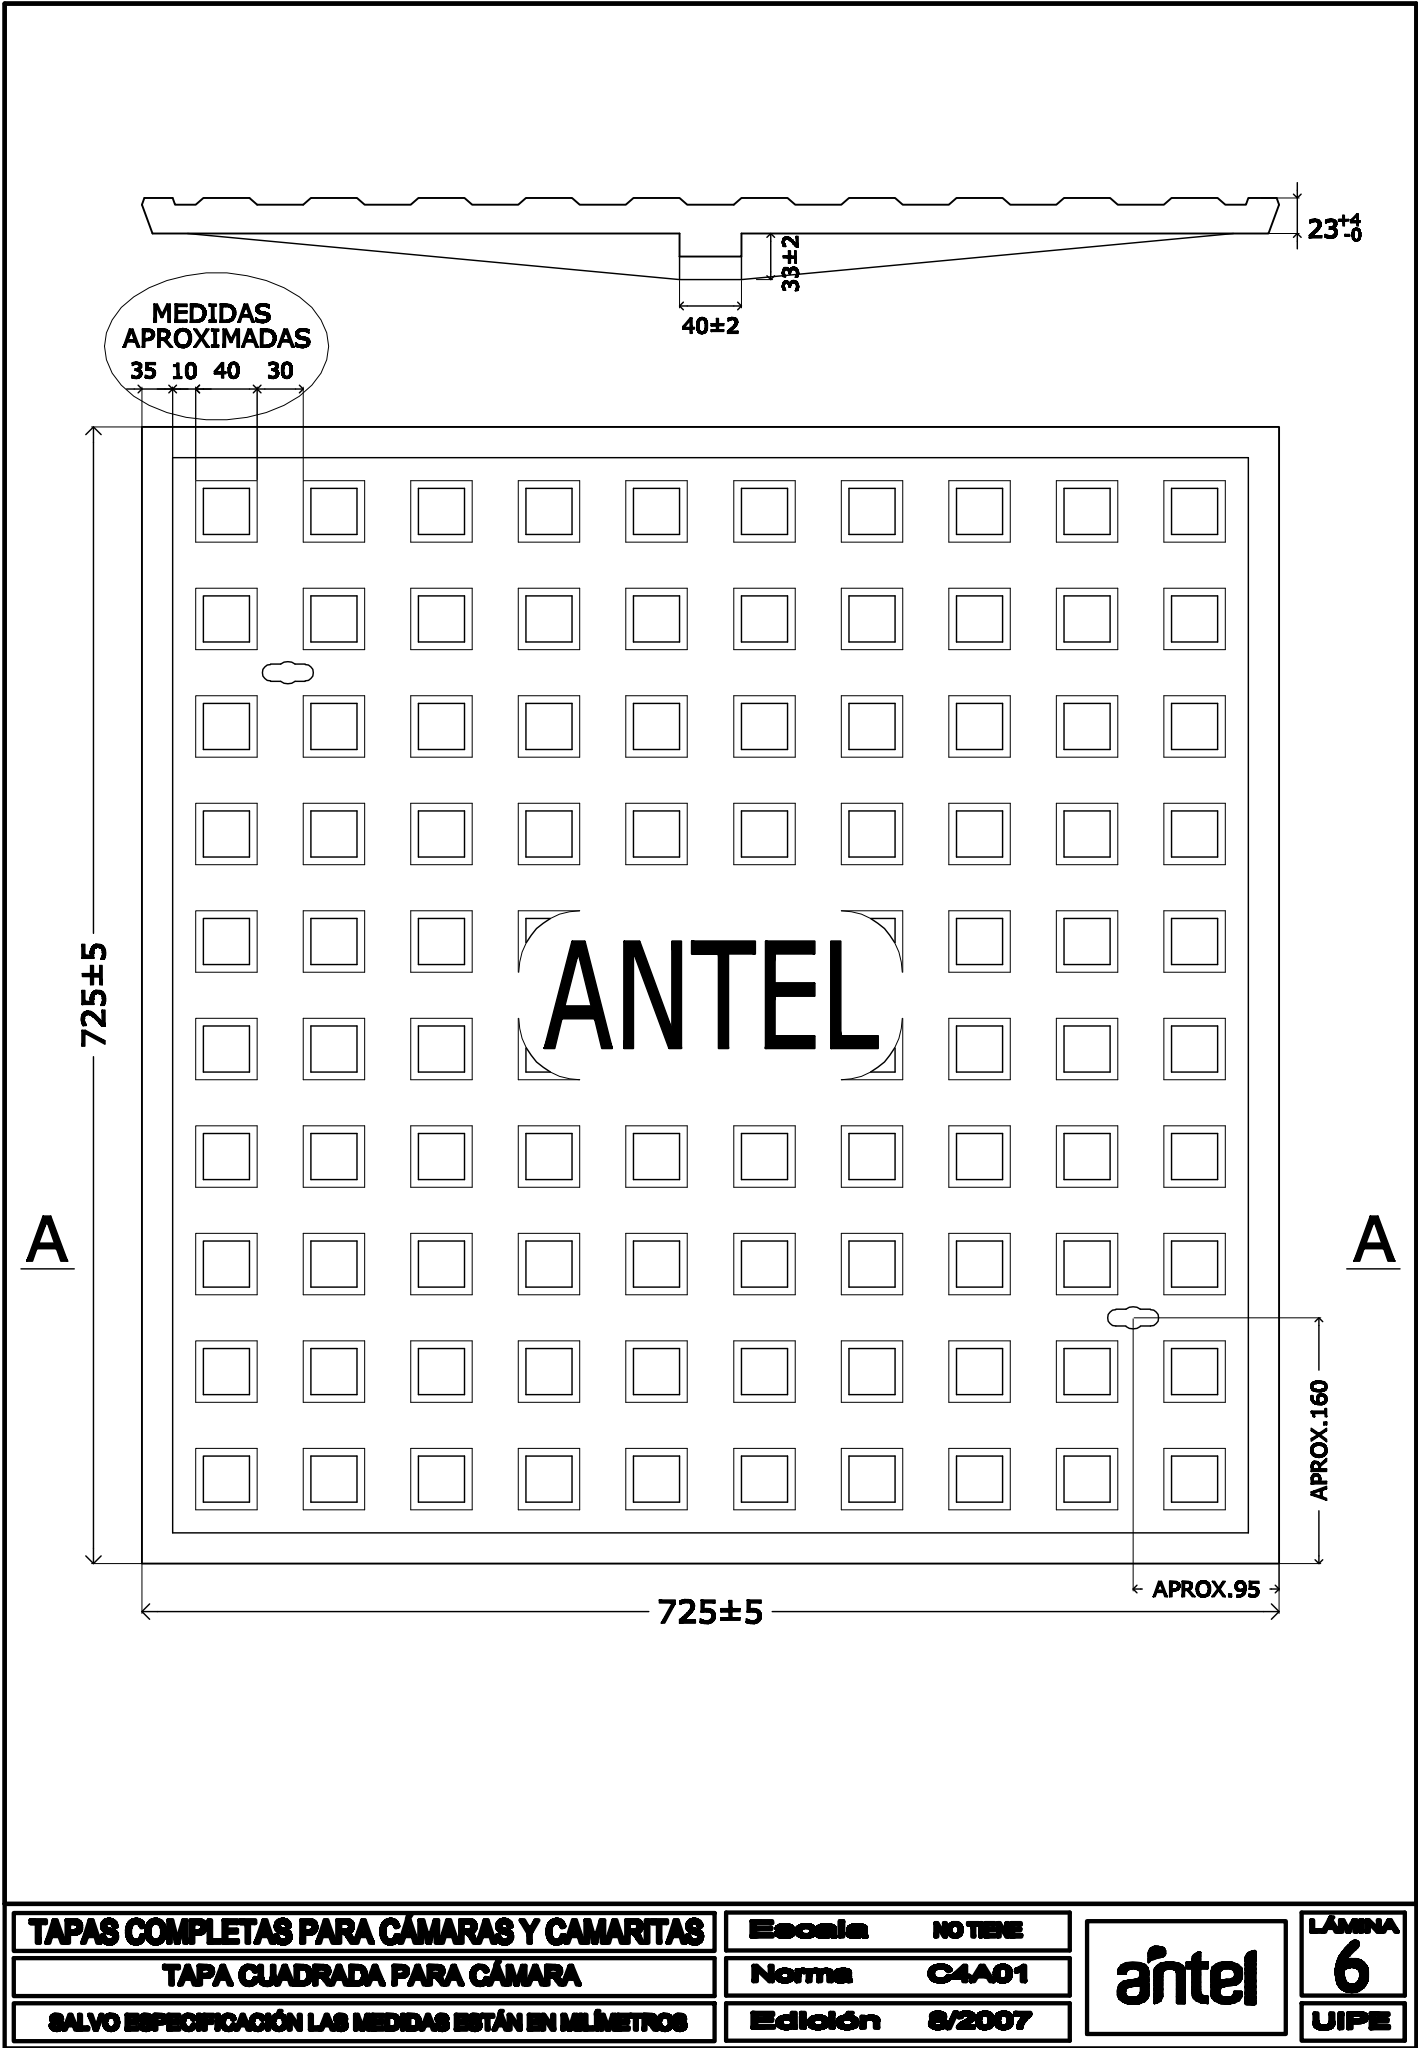 23+4-0
33±2
40±2
MEDIDAS
APROXIMADAS
35 10 40 30
725±5
ANTEL
A
A
APROX.160
APROX.95
725±5
TAPAS COMPLETAS PARA CÁMARAS Y CAMARITAS
TAPA CUADRADA PARA CÁMARA
SALVO ESPECIFICACIÓN LAS MEDIDAS ESTÁN EN MILÍMETROS
Escala NO TIENE
Norma C4A01
Edición 8/2007
antel
LÁMINA
6
UIPE